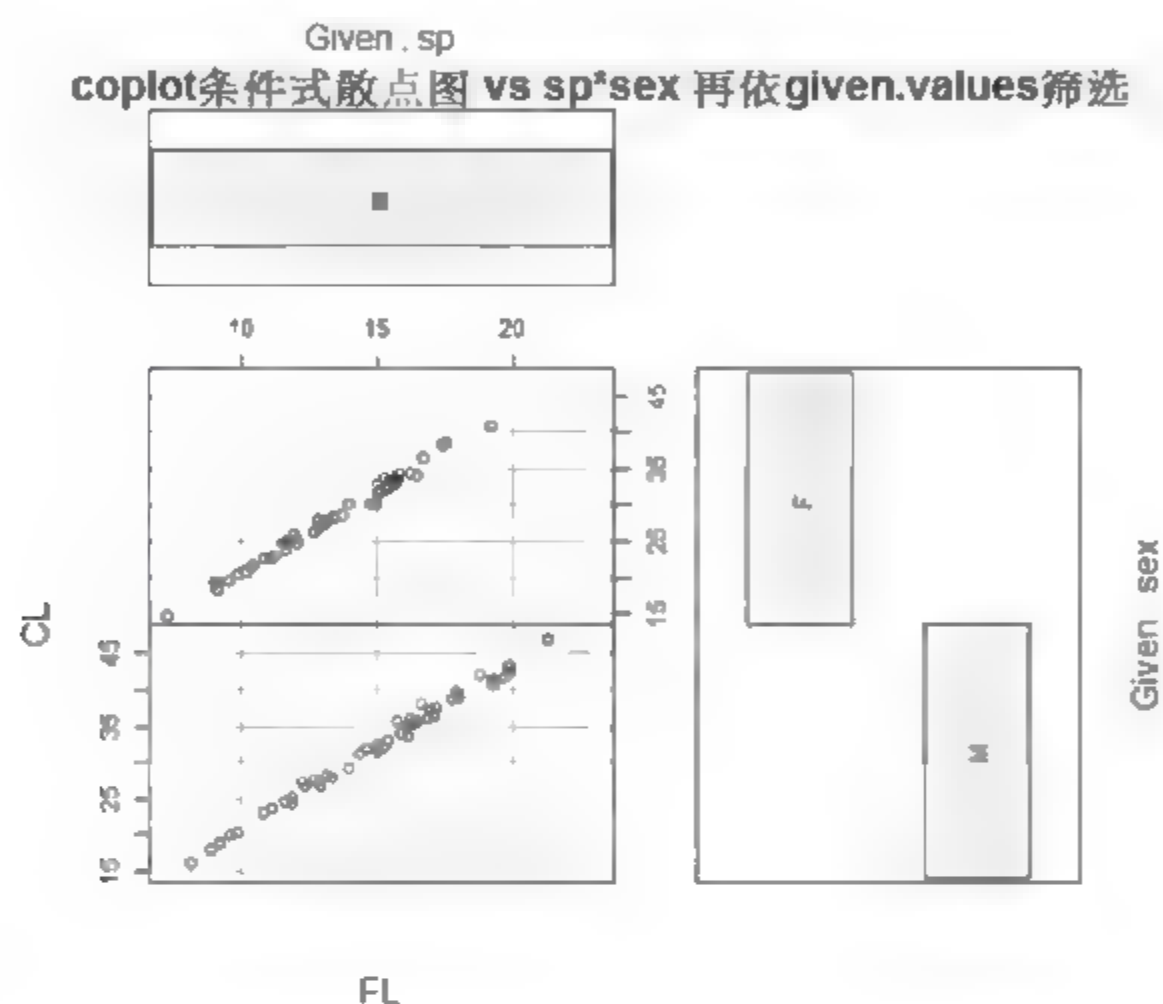 Given . sp
coplot条件式散点图 vs sp*sex 再依given.values筛选
10 15 20
45
35
25
15
F
CL
45
35
25
15
M
Given sex
FL